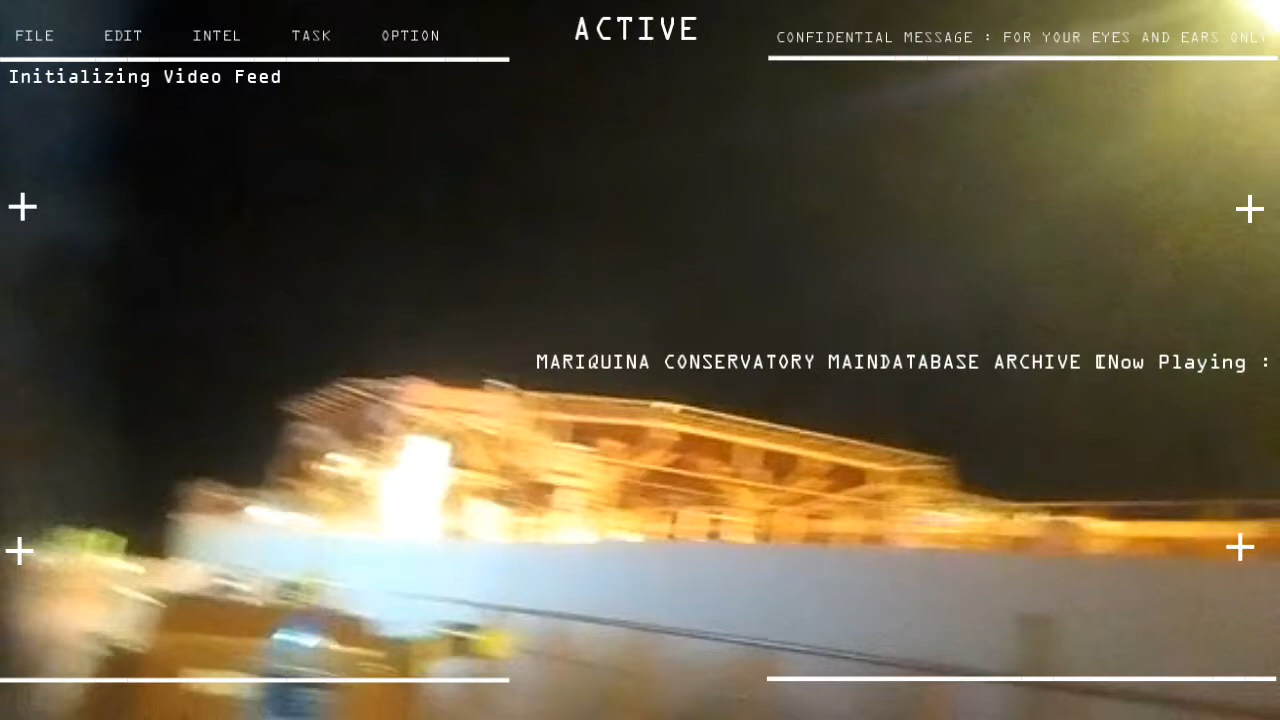 FILE EDIT INTEL TASK OPTION
ACTIVE
CONFIDENTIAL MESSAGE : FOR YOUR EYES AND EARS ONLY
Initializing Video Feed
MARIQUINA CONSERVATORY MAINDATABASE ARCHIVE Now Playing :